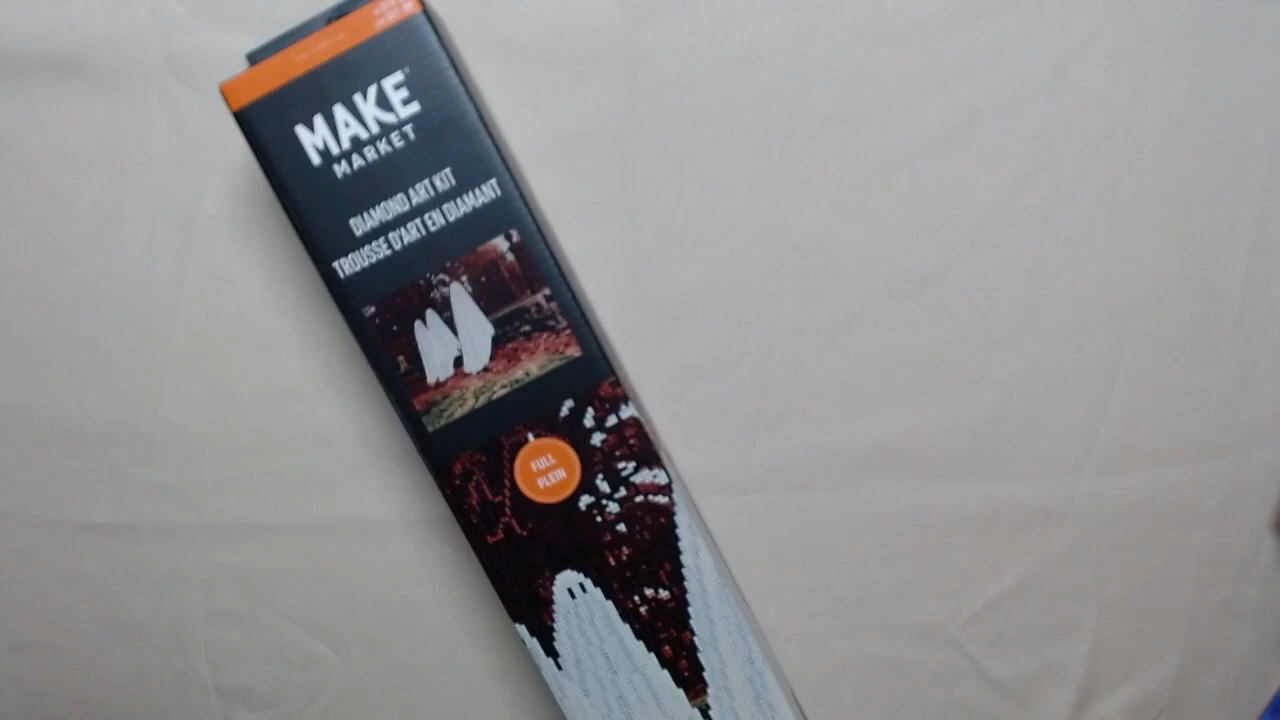 MAKE
MARKET
DIAMOND ART KIT
TROUSSE D'ART EN DIAMANT
FULL
PLEIN